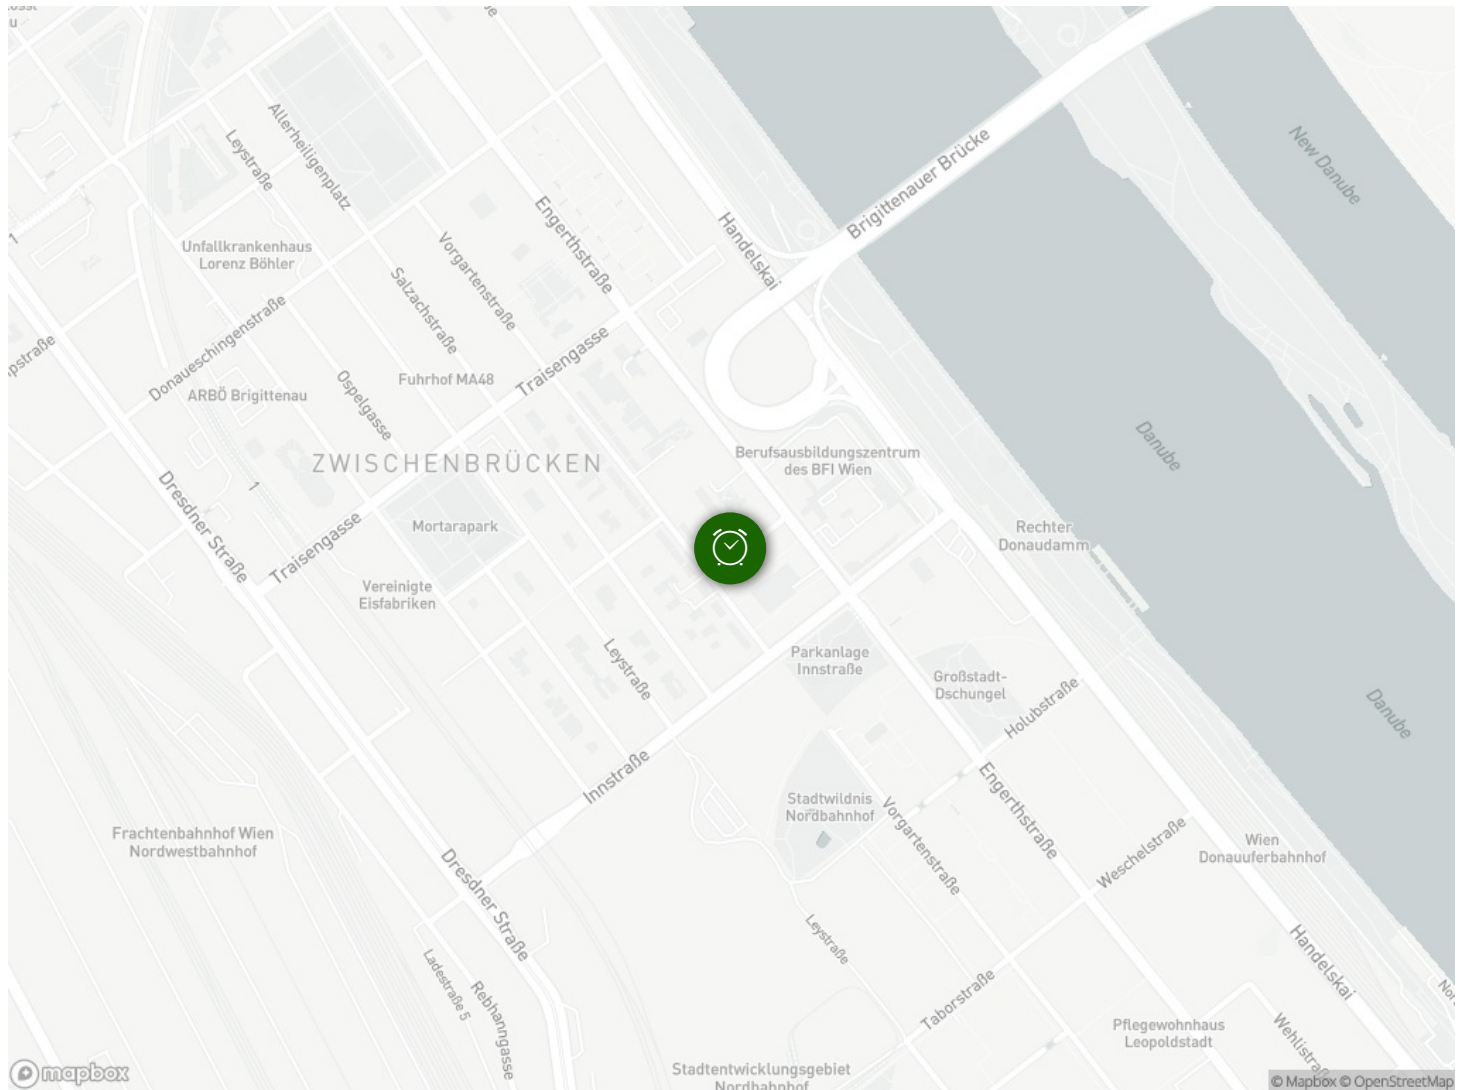 Allerheiligenplatz
Leystraße
Engerthstraße
Handelskai
Brigittenauer Brücke
New Danube
Unfallkrankenhaus
Lorenz Böhler
Vorgartenstraße
Salzachstraße
Donaueschingenstraße
Traisengasse
Fuhrhof MA48
ARBÖ Brigittenau
Ospelgasse
ZWISCHENBRÜCKEN
Berufsausbildungszentrum
des BFI Wien
Danube
Dresdner Straße
1
1
Mortarapark
Traisengasse
Rechter
Donaudamm
Vereinigte
Eisfabriken
Leystraße
Parkanlage
Innstraße
Großstadt-
Dschungel
Holubstraße
Danube
Innstraße
Engerthstraße
Stadtwildnis
Nordbahnhof
Vorgartenstraße
Weschelstraße
Wien
Donauuferbahnhof
Frachtenbahnhof Wien
Nordwestbahnhof
Dresdner Straße
Leystraße
Handelskai
Ladestraße 5
Rebhanngasse
Taborstraße
Pflegewohnhaus
Leopoldstadt
Stadtentwicklungsgebiet
Nordbahnhof
mapbox
© Mapbox © OpenStreetMap